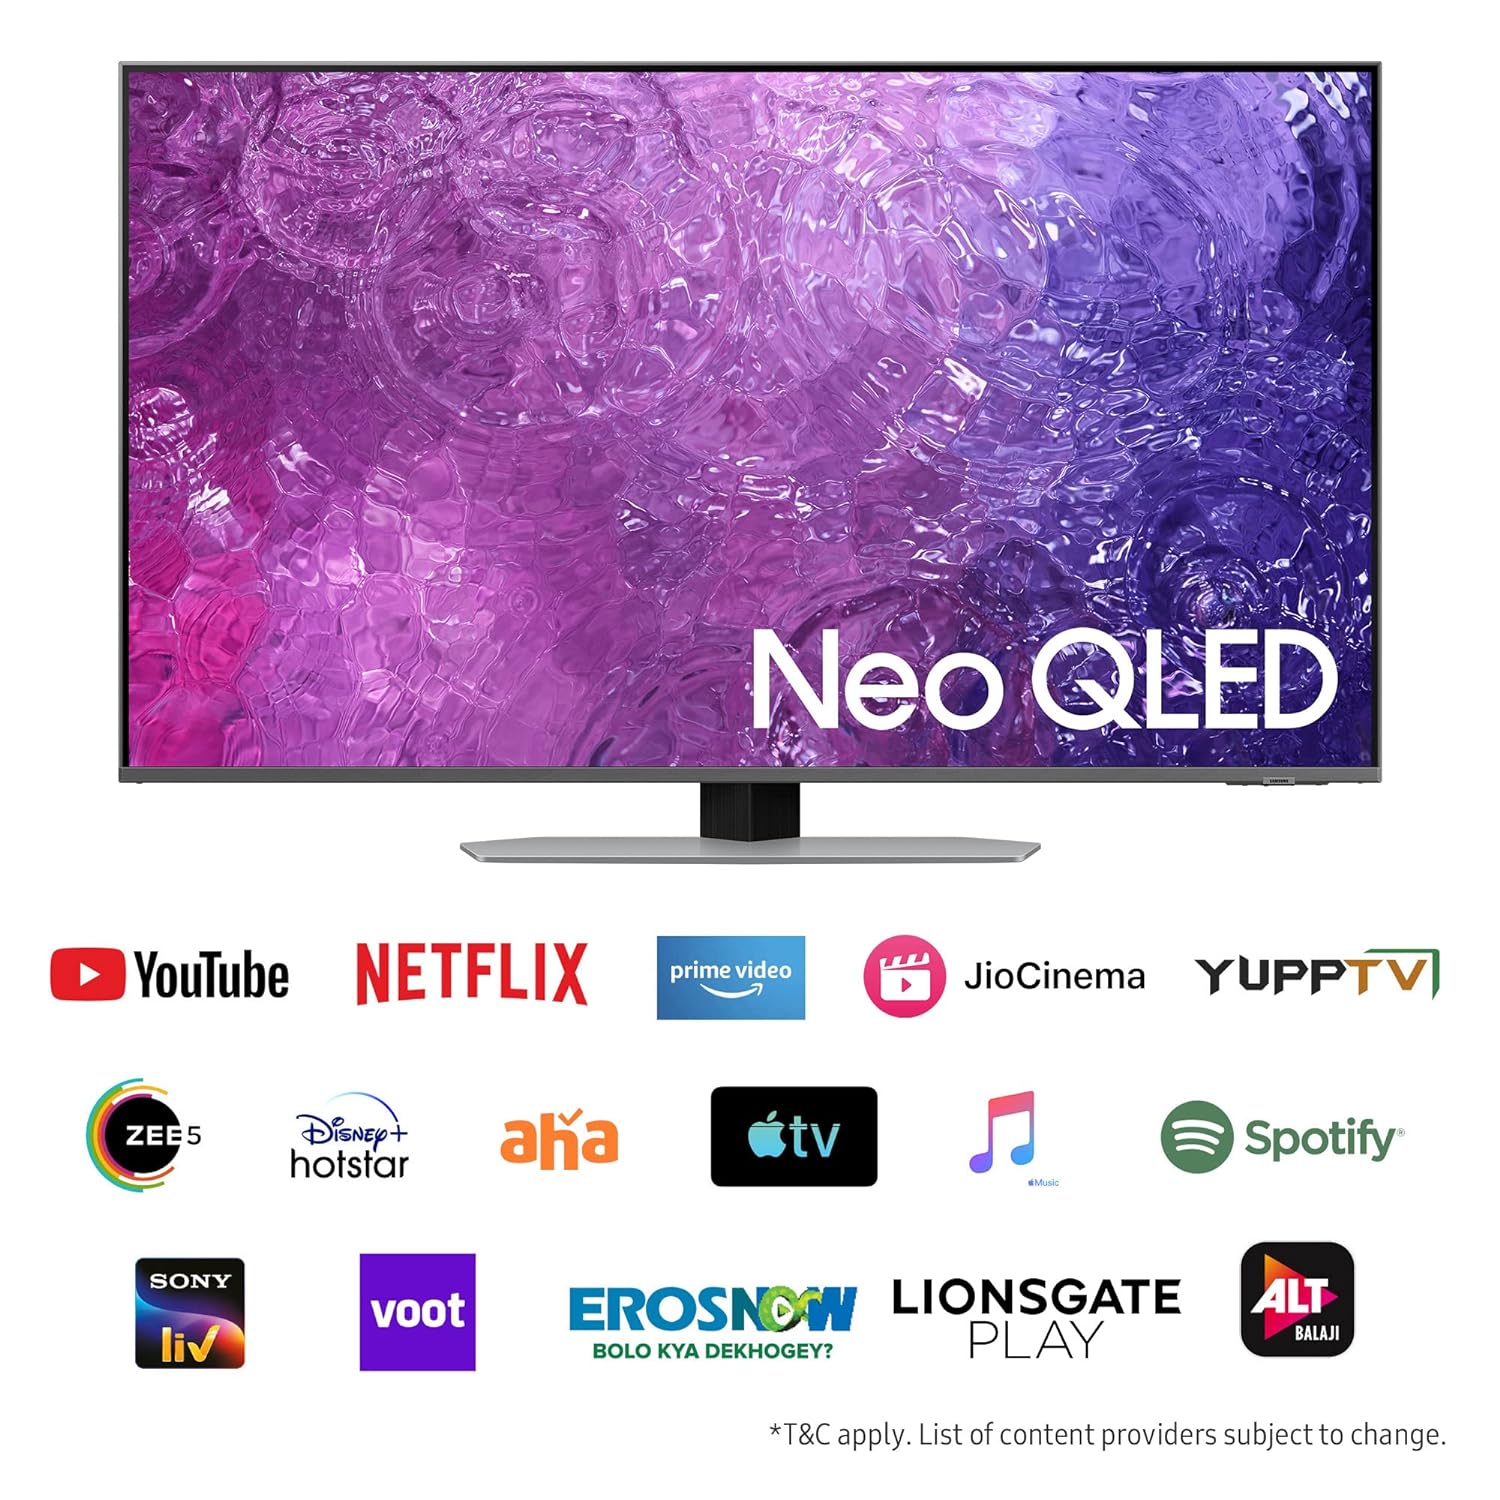 Neo QLED
SAMSUNG
YouTube
NETFLIX
prime video
JioCinema
YUPPTV
ZEE5
Disney+
hotstar
aha
tv
Music
Spotify®
SONY
liv
voot
EROSNOW
BOLO KYA DEKHOGEY?
LIONSGATE
PLAY
ALT
BALAJI
*T&C apply. List of content providers subject to change.